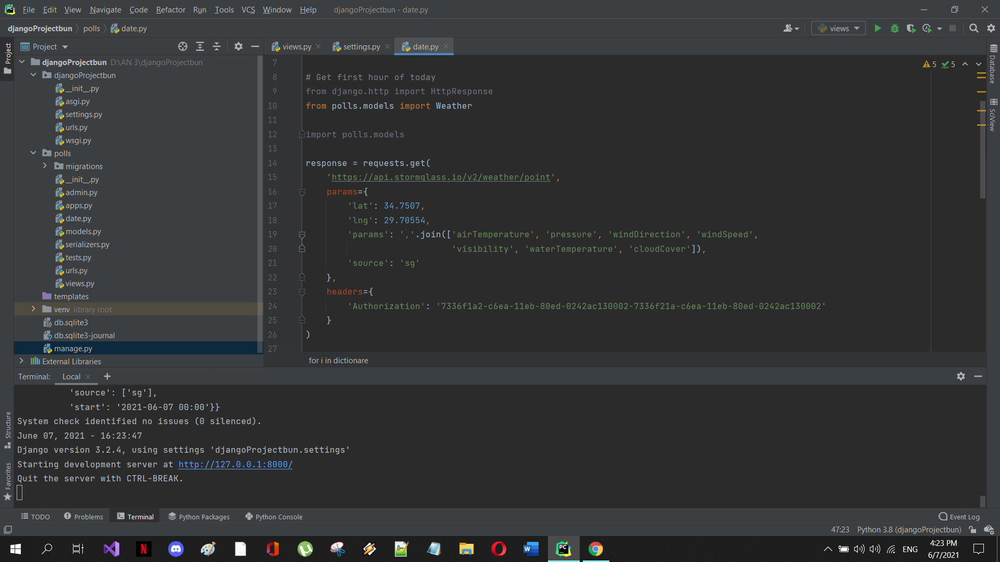 File Edit View Navigate Code Refactor Run Tools VCS Window Help djangoProjectbun - date.py
djangoProjectbun polls date.py
views
Project
Project
views.py settings.py date.py
djangoProjectbun D:\AN 3\djangoProjectbun
djangoProjectbun
__init__.py
asgi.py
settings.py
urls.py
wsgi.py
polls
migrations
__init__.py
admin.py
apps.py
date.py
models.py
serializers.py
tests.py
urls.py
views.py
templates
venv library root
db.sqlite3
db.sqlite3-journal
manage.py
External Libraries
5 5
7
8 # Get first hour of today
9 from django.http import HttpResponse
10 from polls.models import Weather
11
12 import polls.models
13
14 response = requests.get(
15 'https://api.stormglass.io/v2/weather/point',
16 params={
17 'lat': 34.7507,
18 'lng': 29.70554,
19 'params': ','.join(['airTemperature', 'pressure', 'windDirection', 'windSpeed',
20 'visibility', 'waterTemperature', 'cloudCover']),
21 'source': 'sg'
22 },
23 headers={
24 'Authorization': '7336f1a2-c6ea-11eb-80ed-0242ac130002-7336f21a-c6ea-11eb-80ed-0242ac130002'
25 }
26 )
27
for i in dictionare
Database
SciView
Terminal: Local
'source': ['sg'],
'start': '2021-06-07 00:00'}}
System check identified no issues (0 silenced).
June 07, 2021 - 16:23:47
Django version 3.2.4, using settings 'djangoProjectbun.settings'
Starting development server at http://127.0.0.1:8000/
Quit the server with CTRL-BREAK.
Structure
Favorites
TODO Problems Terminal Python Packages Python Console Event Log
47:23 Python 3.8 (djangoProjectbun)
ENG
4:23 PM
6/7/2021